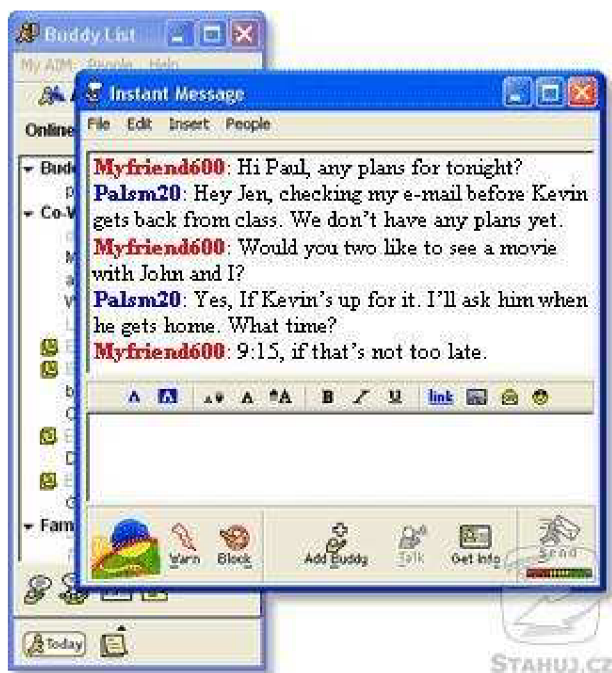 Buddy List
My AIM People Help
Instant Message
File Edit Insert People
Online
Myfriend600: Hi Paul, any plans for tonight?
Palsm20: Hey Jen, checking my e-mail before Kevin
gets back from class. We don't have any plans yet.
Myfriend600: Would you two like to see a movie
with John and I?
Palsm20: Yes, If Kevin's up for it. I'll ask him when
he gets home. What time?
Myfriend600: 9:15, if that's not too late.
Budd
Co-W
Fam
A A A A A B I U link
Warn Block Add Buddy Talk Get Info Send
Today
STAHUJ.CZ